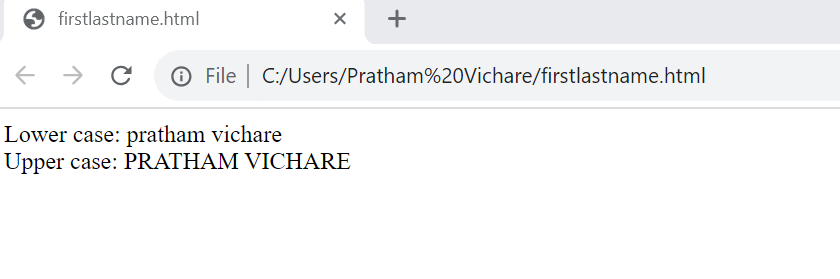 firstlastname.html
File C:/Users/Pratham%20Vichare/firstlastname.html
Lower case: pratham vichare
Upper case: PRATHAM VICHARE